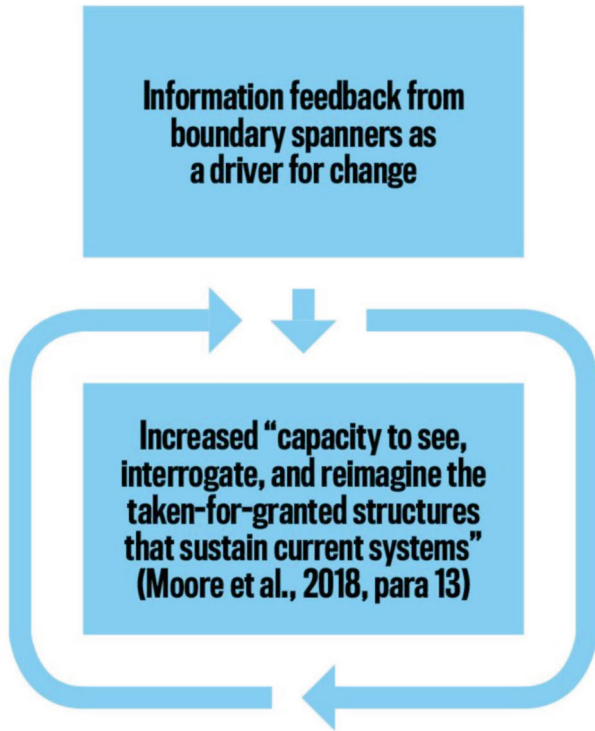 Information feedback from
boundary spanners as
a driver for change
Increased “capacity to see,
interrogate, and reimagine the
taken-for-granted structures
that sustain current systems”
(Moore et al., 2018, para 13)